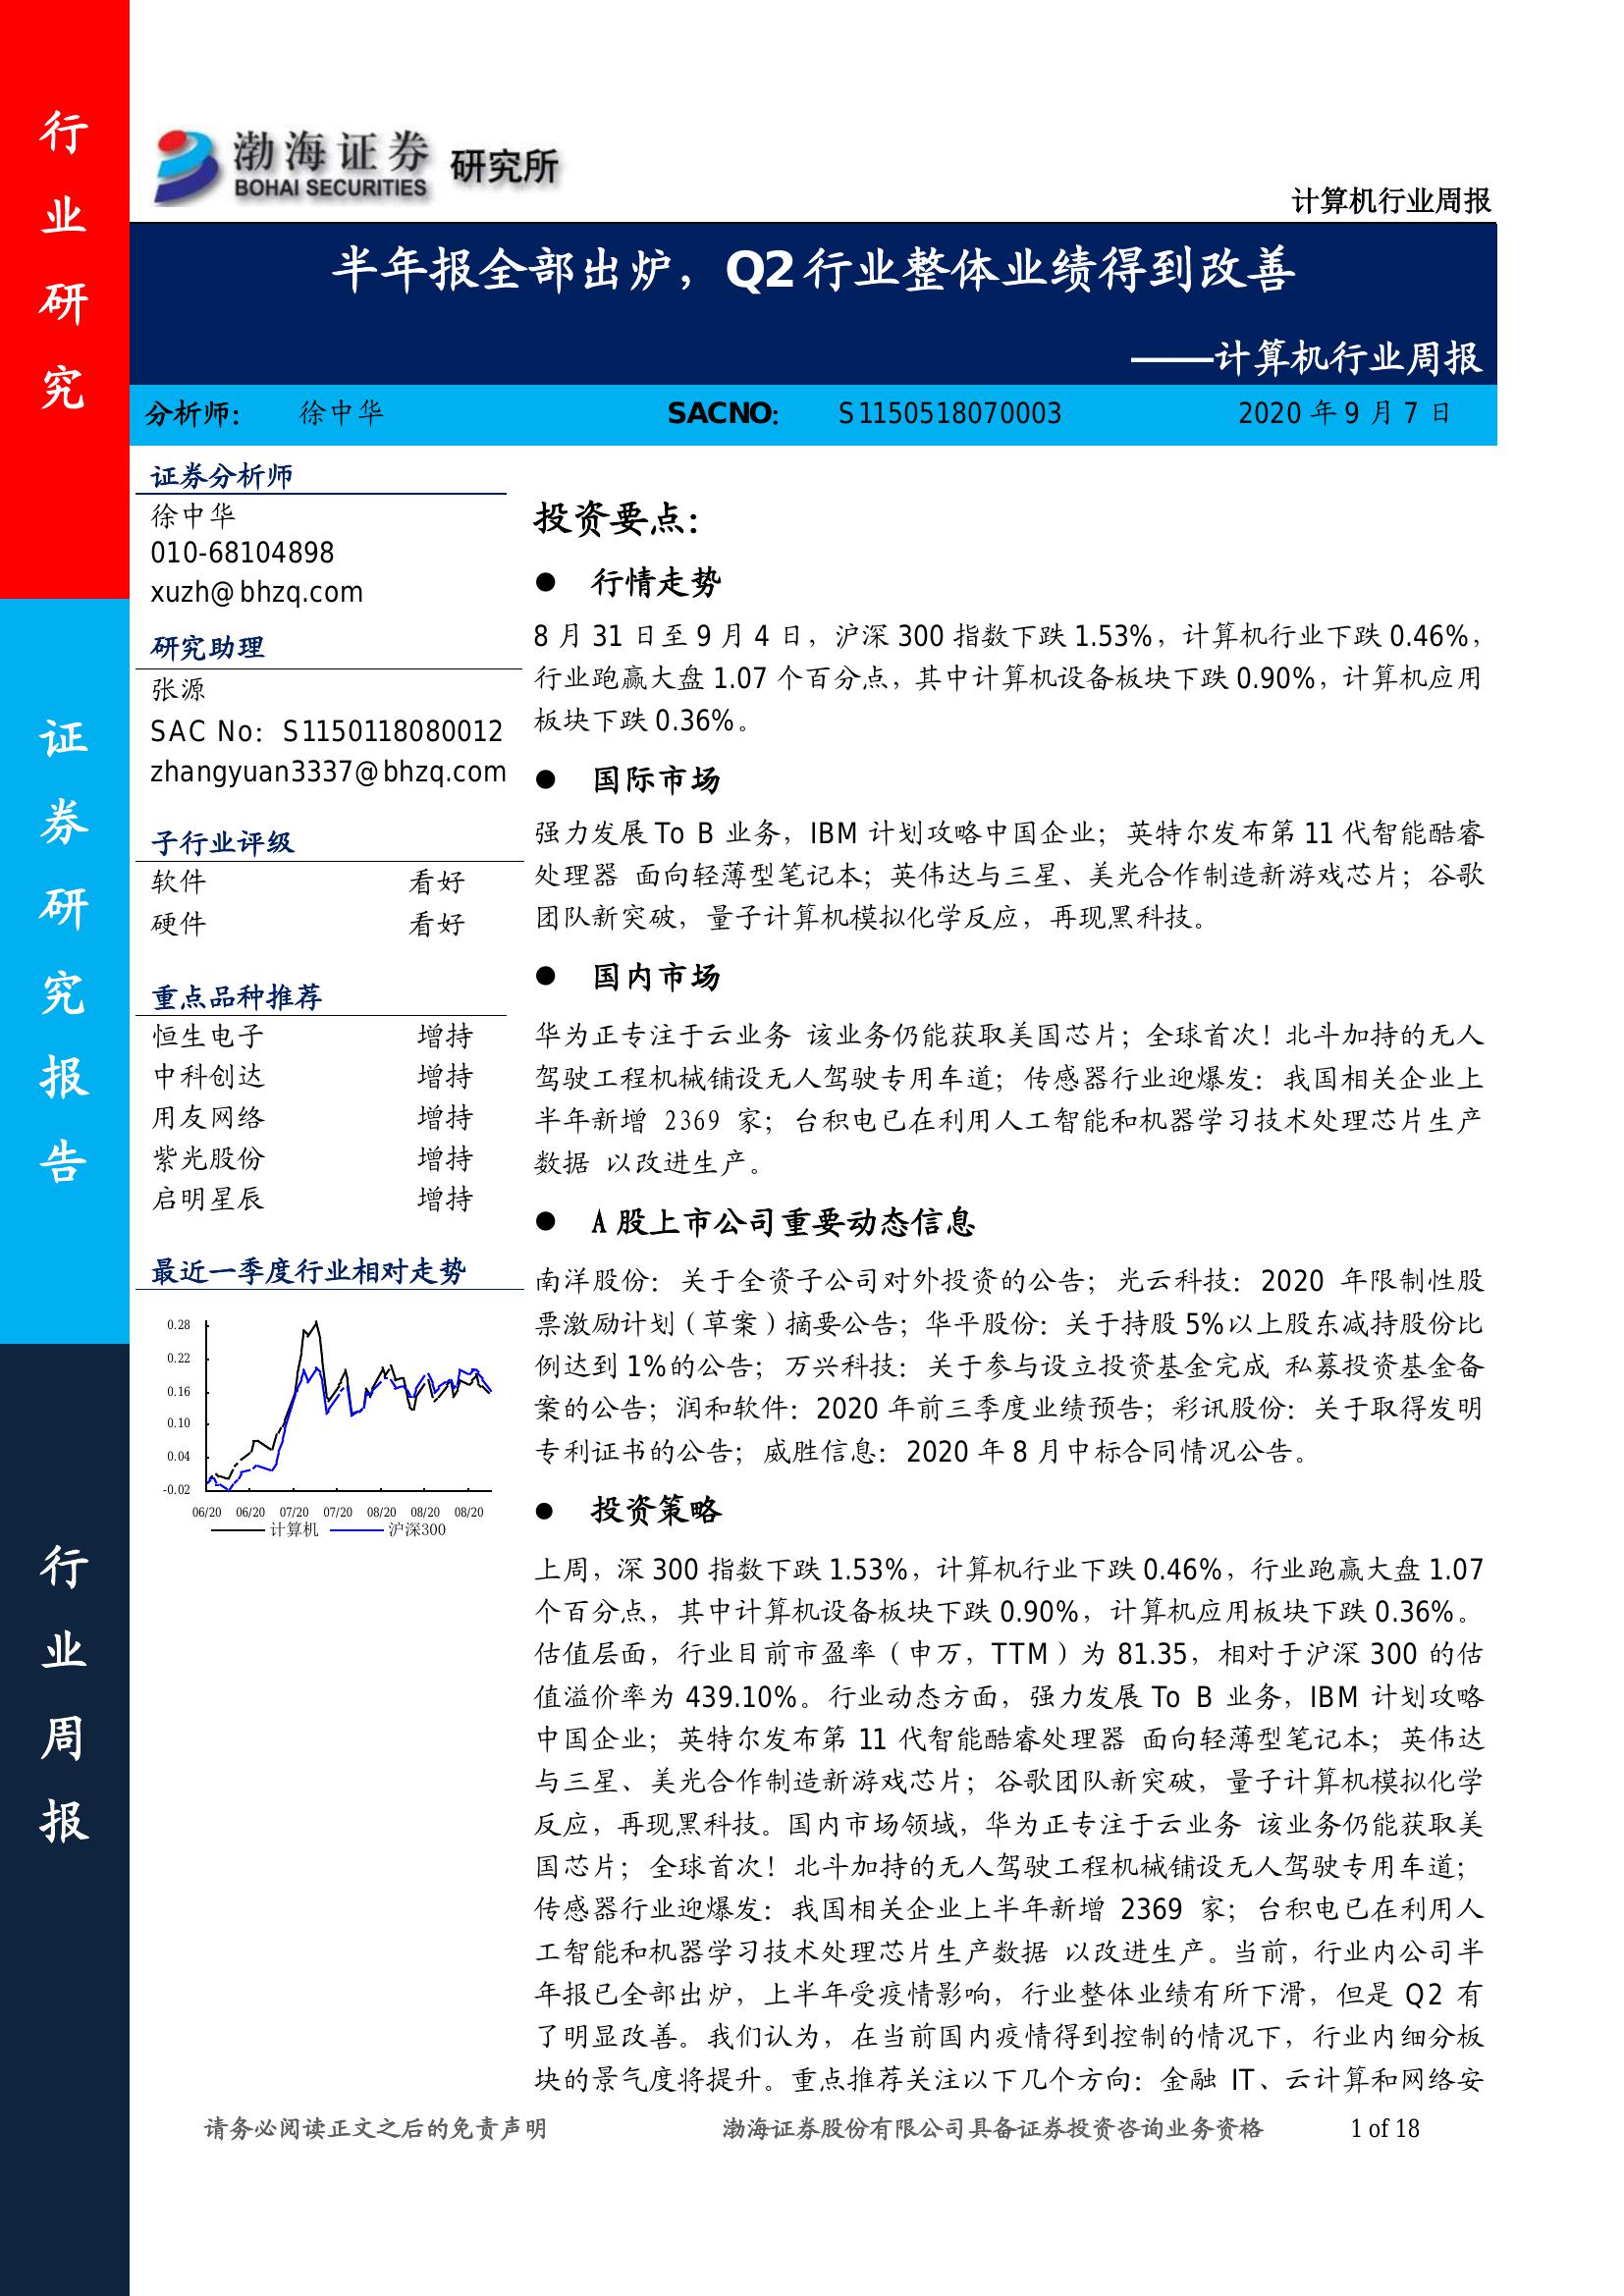 行业研究
证券研究报告
行业周报
渤海证券 研究所
BOHAI SECURITIES
计算机行业周报
半年报全部出炉，Q2行业整体业绩得到改善
——计算机行业周报
分析师： 徐中华 SACNO： S1150518070003 2020 年 9 月 7 日
证券分析师
徐中华
010-68104898
xuzh@bhzq.com
研究助理
张源
SAC No：S1150118080012
zhangyuan3337@bhzq.com
子行业评级
软件 看好
硬件 看好
重点品种推荐
恒生电子 增持
中科创达 增持
用友网络 增持
紫光股份 增持
启明星辰 增持
最近一季度行业相对走势
0.28
0.22
0.16
0.10
0.04
-0.02
06/20 06/20 07/20 07/20 08/20 08/20 08/20
计算机 沪深300
投资要点：
● 行情走势
8 月 31 日至 9 月 4 日，沪深 300 指数下跌 1.53%，计算机行业下跌 0.46%，
行业跑赢大盘 1.07 个百分点，其中计算机设备板块下跌 0.90%，计算机应用
板块下跌 0.36%。
● 国际市场
强力发展 To B 业务，IBM 计划攻略中国企业；英特尔发布第 11 代智能酷睿
处理器 面向轻薄型笔记本；英伟达与三星、美光合作制造新游戏芯片；谷歌
团队新突破，量子计算机模拟化学反应，再现黑科技。
● 国内市场
华为正专注于云业务 该业务仍能获取美国芯片；全球首次！北斗加持的无人
驾驶工程机械铺设无人驾驶专用车道；传感器行业迎爆发：我国相关企业上
半年新增 2369 家；台积电已在利用人工智能和机器学习技术处理芯片生产
数据 以改进生产。
● A 股上市公司重要动态信息
南洋股份：关于全资子公司对外投资的公告；光云科技：2020 年限制性股
票激励计划（草案）摘要公告；华平股份：关于持股 5%以上股东减持股份比
例达到 1%的公告；万兴科技：关于参与设立投资基金完成 私募投资基金备
案的公告；润和软件：2020 年前三季度业绩预告；彩讯股份：关于取得发明
专利证书的公告；威胜信息：2020 年 8 月中标合同情况公告。
● 投资策略
上周，深 300 指数下跌 1.53%，计算机行业下跌 0.46%，行业跑赢大盘 1.07
个百分点，其中计算机设备板块下跌 0.90%，计算机应用板块下跌 0.36%。
估值层面，行业目前市盈率（申万，TTM）为 81.35，相对于沪深 300 的估
值溢价率为 439.10%。行业动态方面，强力发展 To B 业务，IBM 计划攻略
中国企业；英特尔发布第 11 代智能酷睿处理器 面向轻薄型笔记本；英伟达
与三星、美光合作制造新游戏芯片；谷歌团队新突破，量子计算机模拟化学
反应，再现黑科技。国内市场领域，华为正专注于云业务 该业务仍能获取美
国芯片；全球首次！北斗加持的无人驾驶工程机械铺设无人驾驶专用车道；
传感器行业迎爆发：我国相关企业上半年新增 2369 家；台积电已在利用人
工智能和机器学习技术处理芯片生产数据 以改进生产。当前，行业内公司半
年报已全部出炉，上半年受疫情影响，行业整体业绩有所下滑，但是 Q2 有
了明显改善。我们认为，在当前国内疫情得到控制的情况下，行业内细分板
块的景气度将提升。重点推荐关注以下几个方向：金融 IT、云计算和网络安
请务必阅读正文之后的免责声明 渤海证券股份有限公司具备证券投资咨询业务资格 1 of 18